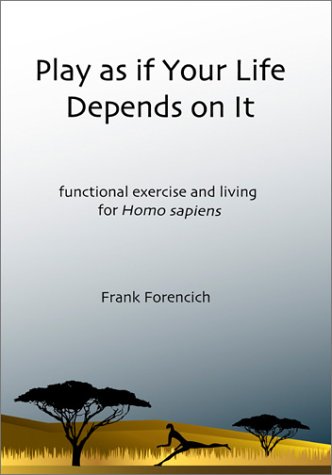 Play as if Your Life
Depends on It
functional exercise and living
for Homo sapiens
Frank Forencich